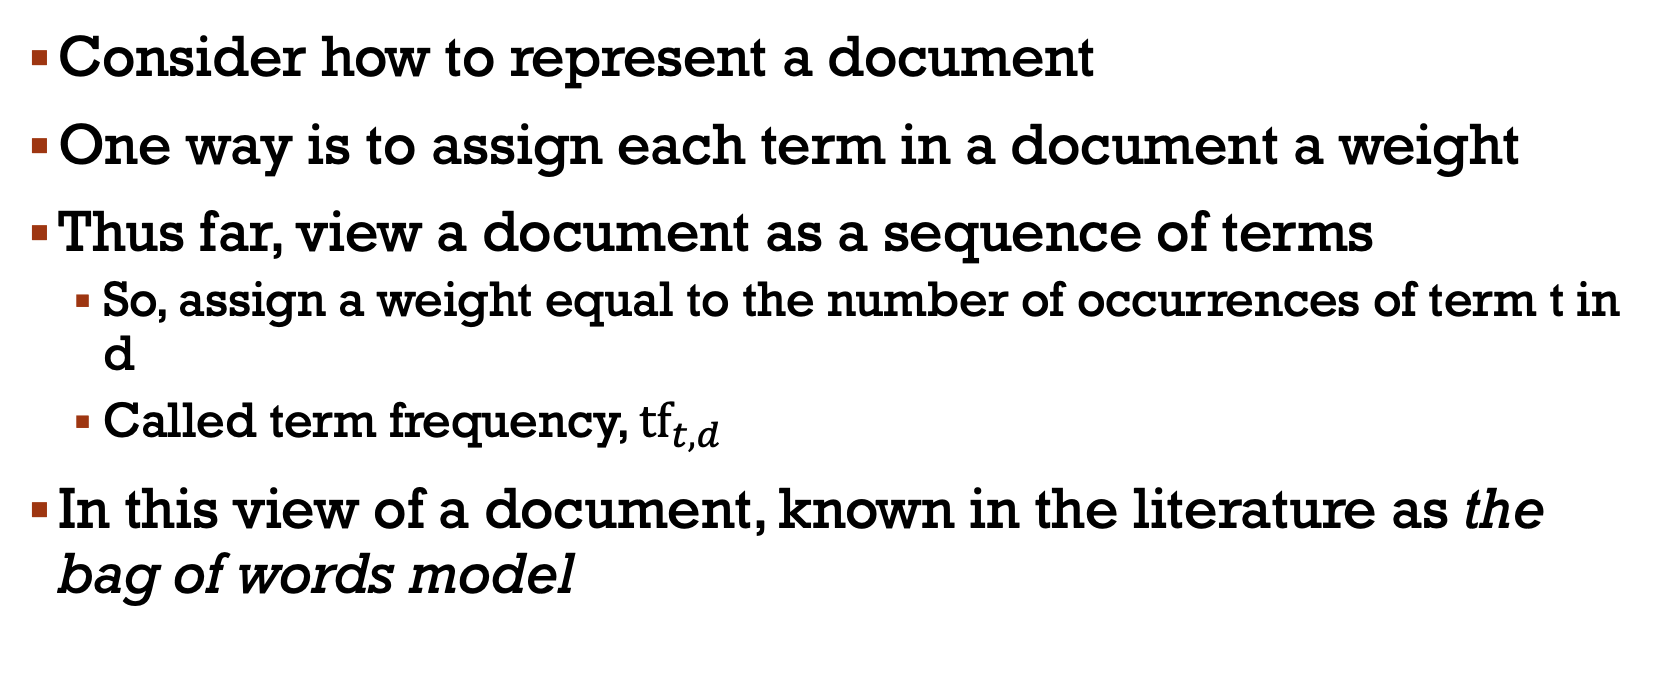 ▪ Consider how to represent a document
▪ One way is to assign each term in a document a weight
▪ Thus far, view a document as a sequence of terms
▪ So, assign a weight equal to the number of occurrences of term t in
d
▪ Called term frequency, tf_{t,d}
▪ In this view of a document, known in the literature as the
bag of words model